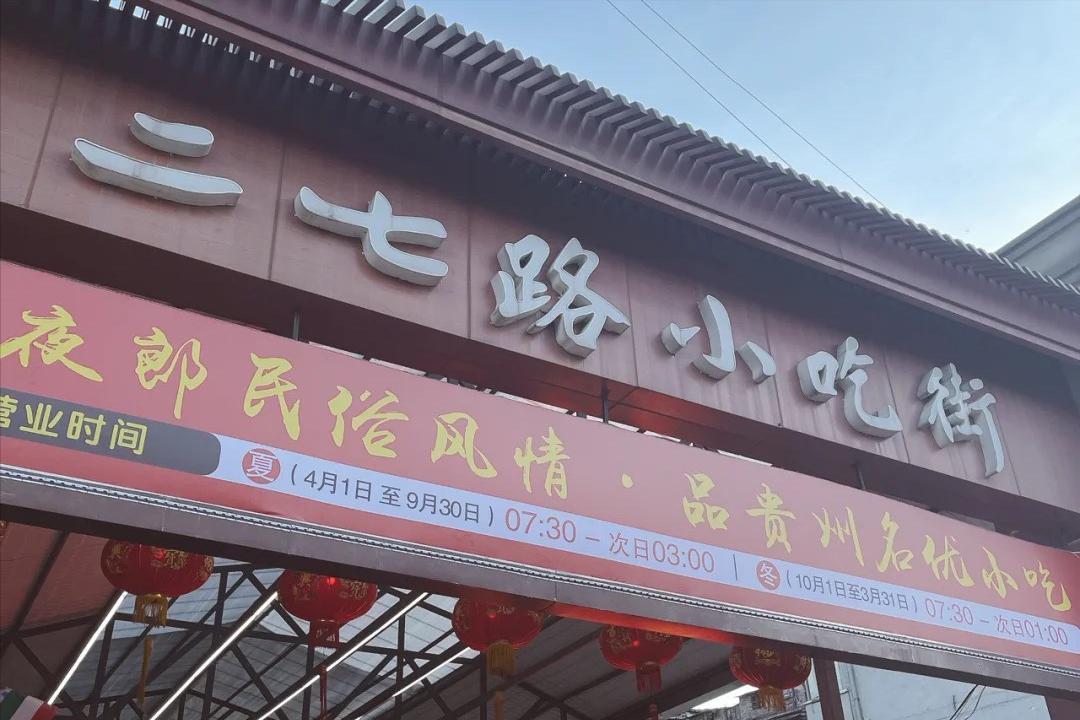 二七路小吃街
夜郎民俗风情·品贵州名优小吃
营业时间 夏(4月1日至9月30日)07:30－次日03:00｜冬(10月1日至3月31日)07:30－次日01:00